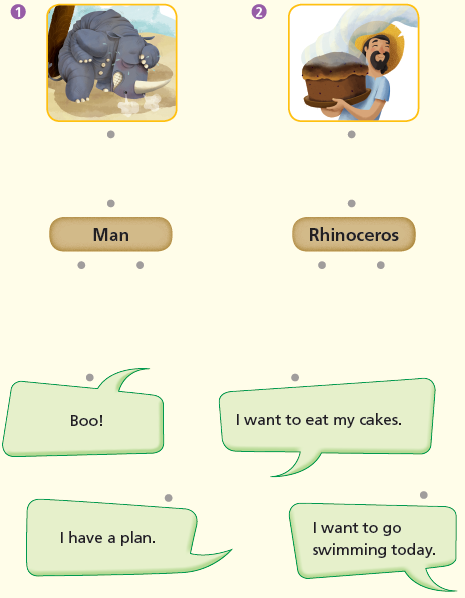 1
2
Man
Rhinoceros
Boo!
I want to eat my cakes.
I have a plan.
I want to go
swimming today.